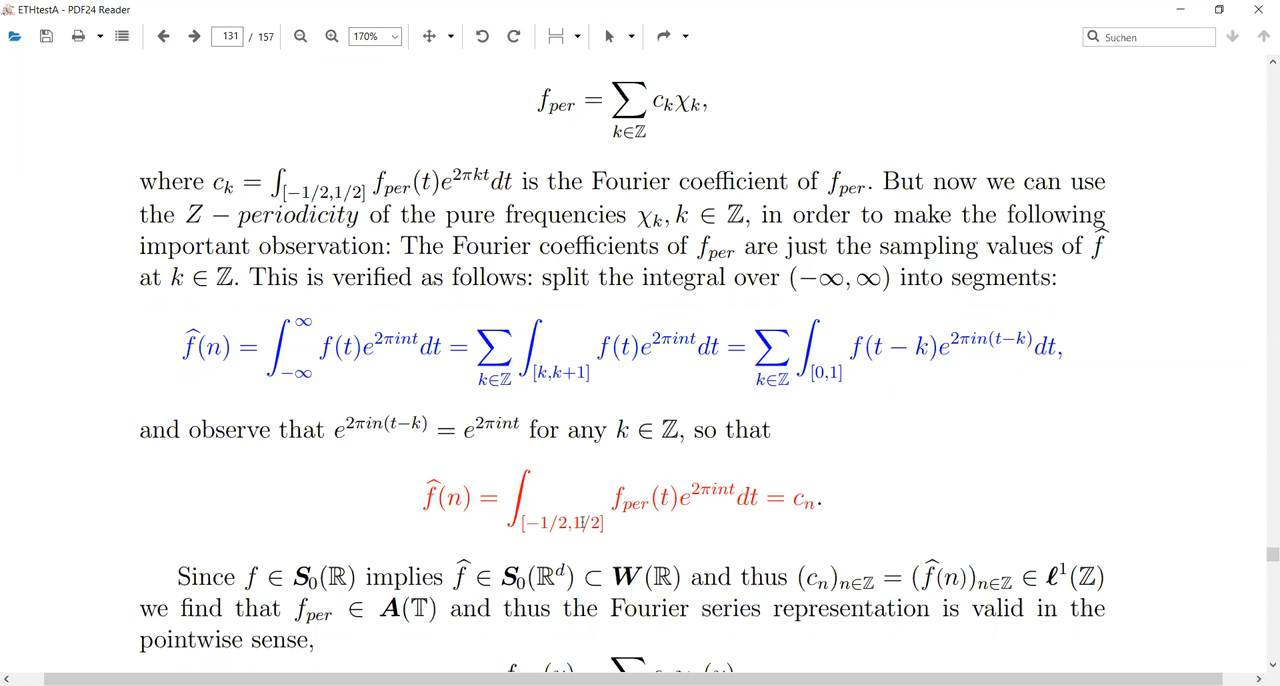 ETHtestA - PDF24 Reader
131 / 157 170% Suchen
f_per = ∑_{k∈ℤ} c_k χ_k,
where c_k = ∫_{[−1/2,1/2]} f_per(t)e^{2πkt}dt is the Fourier coefficient of f_per. But now we can use
the Z − periodicity of the pure frequencies χ_k, k ∈ ℤ, in order to make the following
important observation: The Fourier coefficients of f_per are just the sampling values of f̂
at k ∈ ℤ. This is verified as follows: split the integral over (−∞, ∞) into segments:
f̂(n) = ∫_{−∞}^{∞} f(t)e^{2πint}dt = ∑_{k∈ℤ} ∫_{[k,k+1]} f(t)e^{2πint}dt = ∑_{k∈ℤ} ∫_{[0,1]} f(t − k)e^{2πin(t−k)}dt,
and observe that e^{2πin(t−k)} = e^{2πint} for any k ∈ ℤ, so that
f̂(n) = ∫_{[−1/2,1/2]} f_per(t)e^{2πint}dt = c_n.
Since f ∈ S_0(ℝ) implies f̂ ∈ S_0(ℝ^d) ⊂ W(ℝ) and thus (c_n)_{n∈ℤ} = (f̂(n))_{n∈ℤ} ∈ ℓ^1(ℤ)
we find that f_per ∈ A(𝕋) and thus the Fourier series representation is valid in the
pointwise sense,